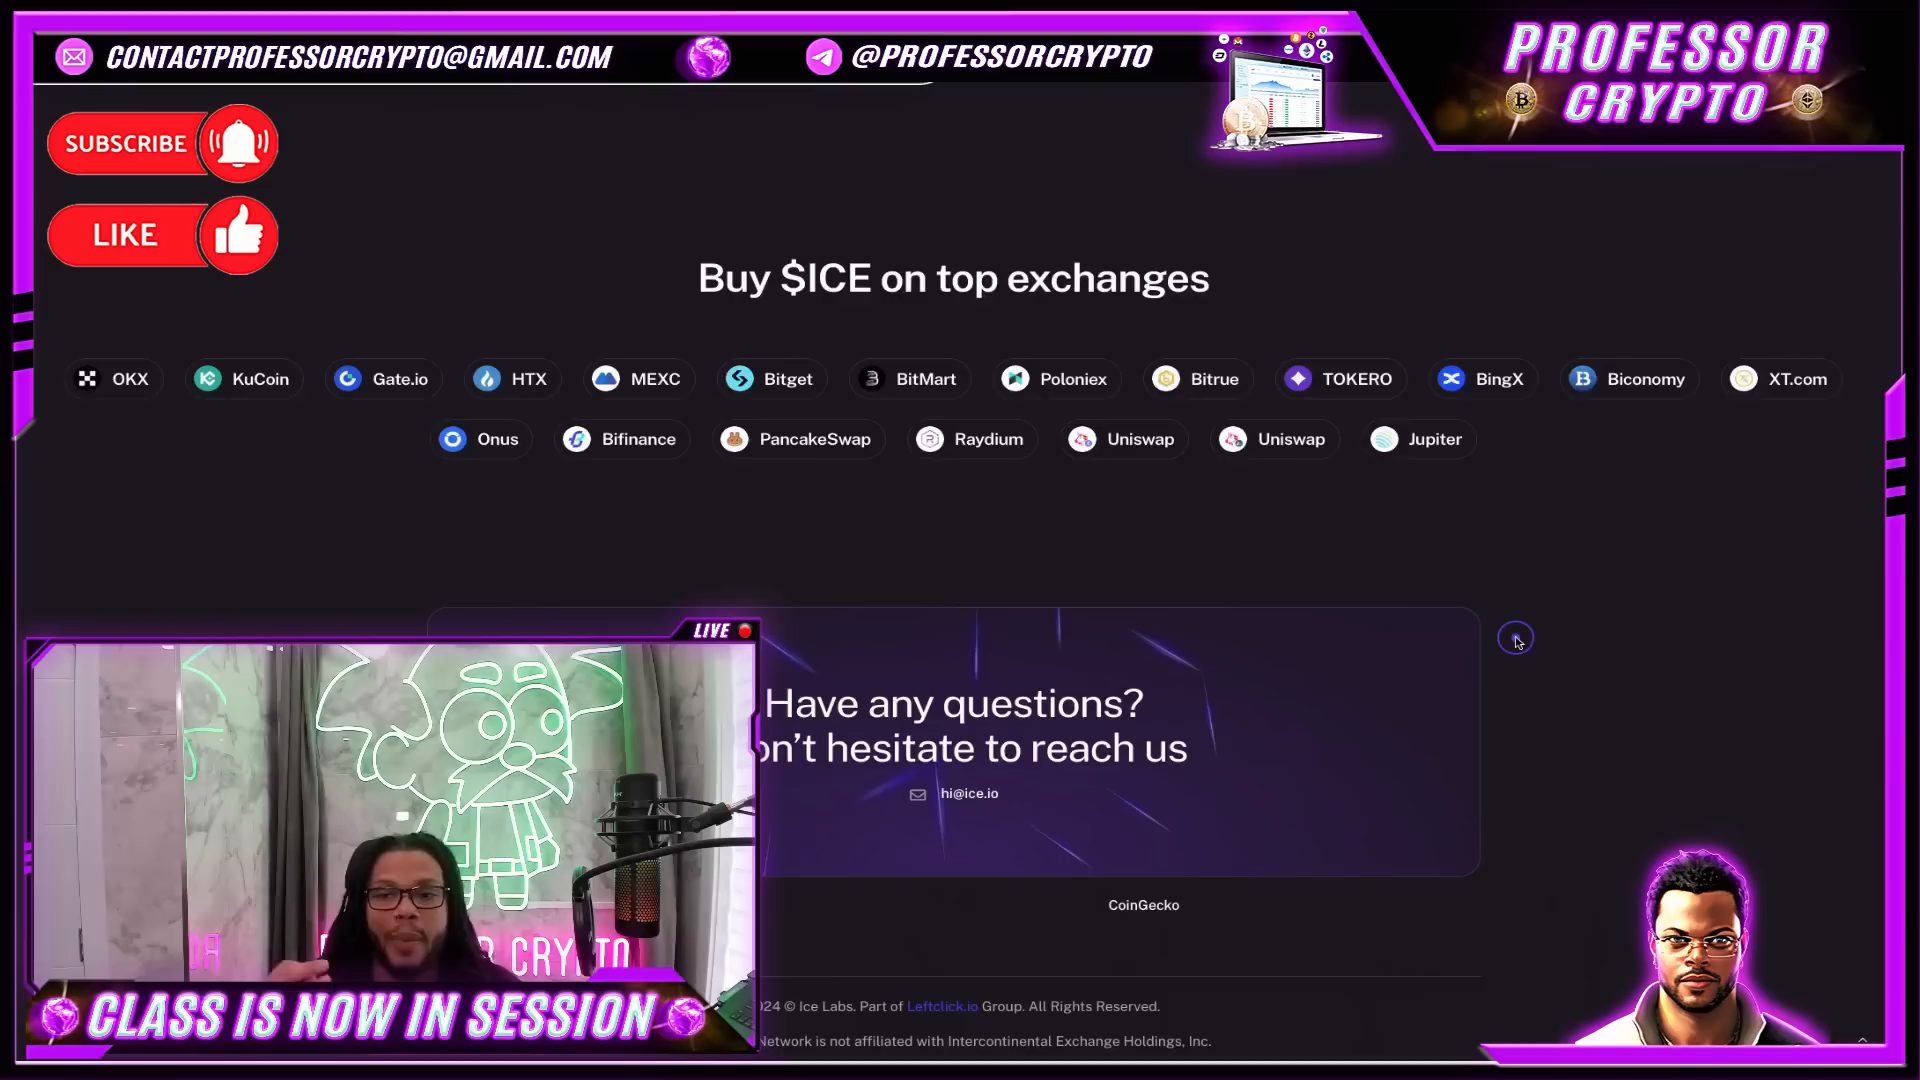 CONTACTPROFESSORCRYPTO@GMAIL.COM
@PROFESSORCRYPTO
PROFESSOR
CRYPTO
SUBSCRIBE
LIKE
Buy $ICE on top exchanges
OKX KuCoin Gate.io HTX MEXC Bitget BitMart Poloniex Bitrue TOKERO BingX Biconomy XT.com
Onus Bifinance PancakeSwap Raydium Uniswap Uniswap Jupiter
LIVE
Have any questions?
on't hesitate to reach us
hi@ice.io
CoinGecko
CRYPTO
CLASS IS NOW IN SESSION
24 © Ice Labs. Part of Leftclick.io Group. All Rights Reserved.
Network is not affiliated with Intercontinental Exchange Holdings, Inc.